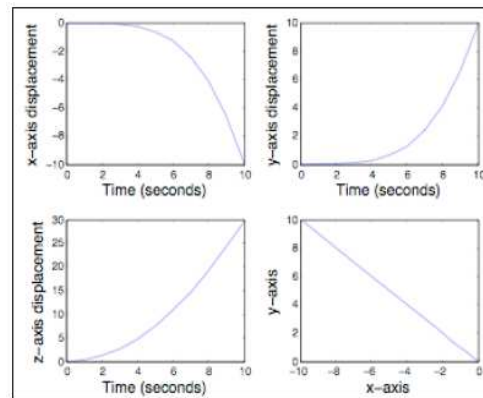 0
−2
−4
−6
−8
−10
x−axis displacement
0 2 4 6 8 10
Time (seconds)
10
8
6
4
2
0
y−axis displacement
0 2 4 6 8 10
Time (seconds)
30
25
20
15
10
5
0
z−axis displacement
0 2 4 6 8 10
Time (seconds)
10
8
6
4
2
0
y−axis
−10 −8 −6 −4 −2 0
x−axis